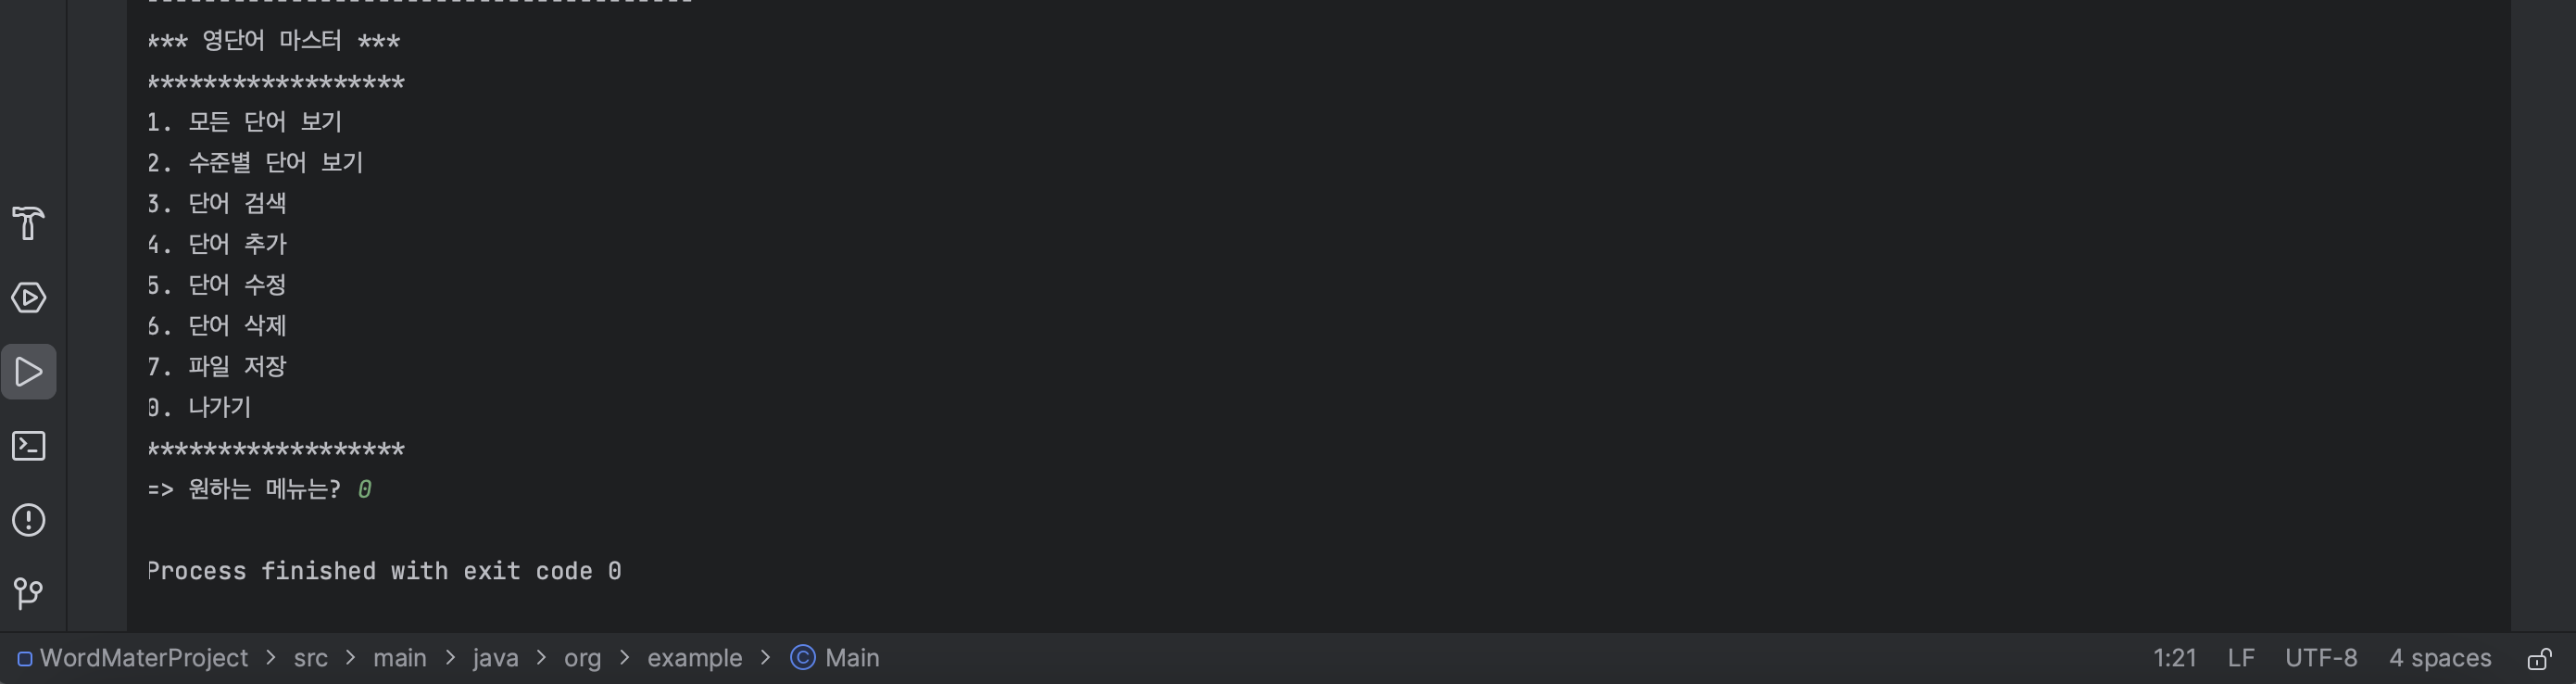 *** 영단어 마스터 ***
******************
1. 모든 단어 보기
2. 수준별 단어 보기
3. 단어 검색
4. 단어 추가
5. 단어 수정
6. 단어 삭제
7. 파일 저장
0. 나가기
******************
=> 원하는 메뉴는? 0
Process finished with exit code 0
WordMaterProject > src > main > java > org > example > Main 1:21 LF UTF-8 4 spaces